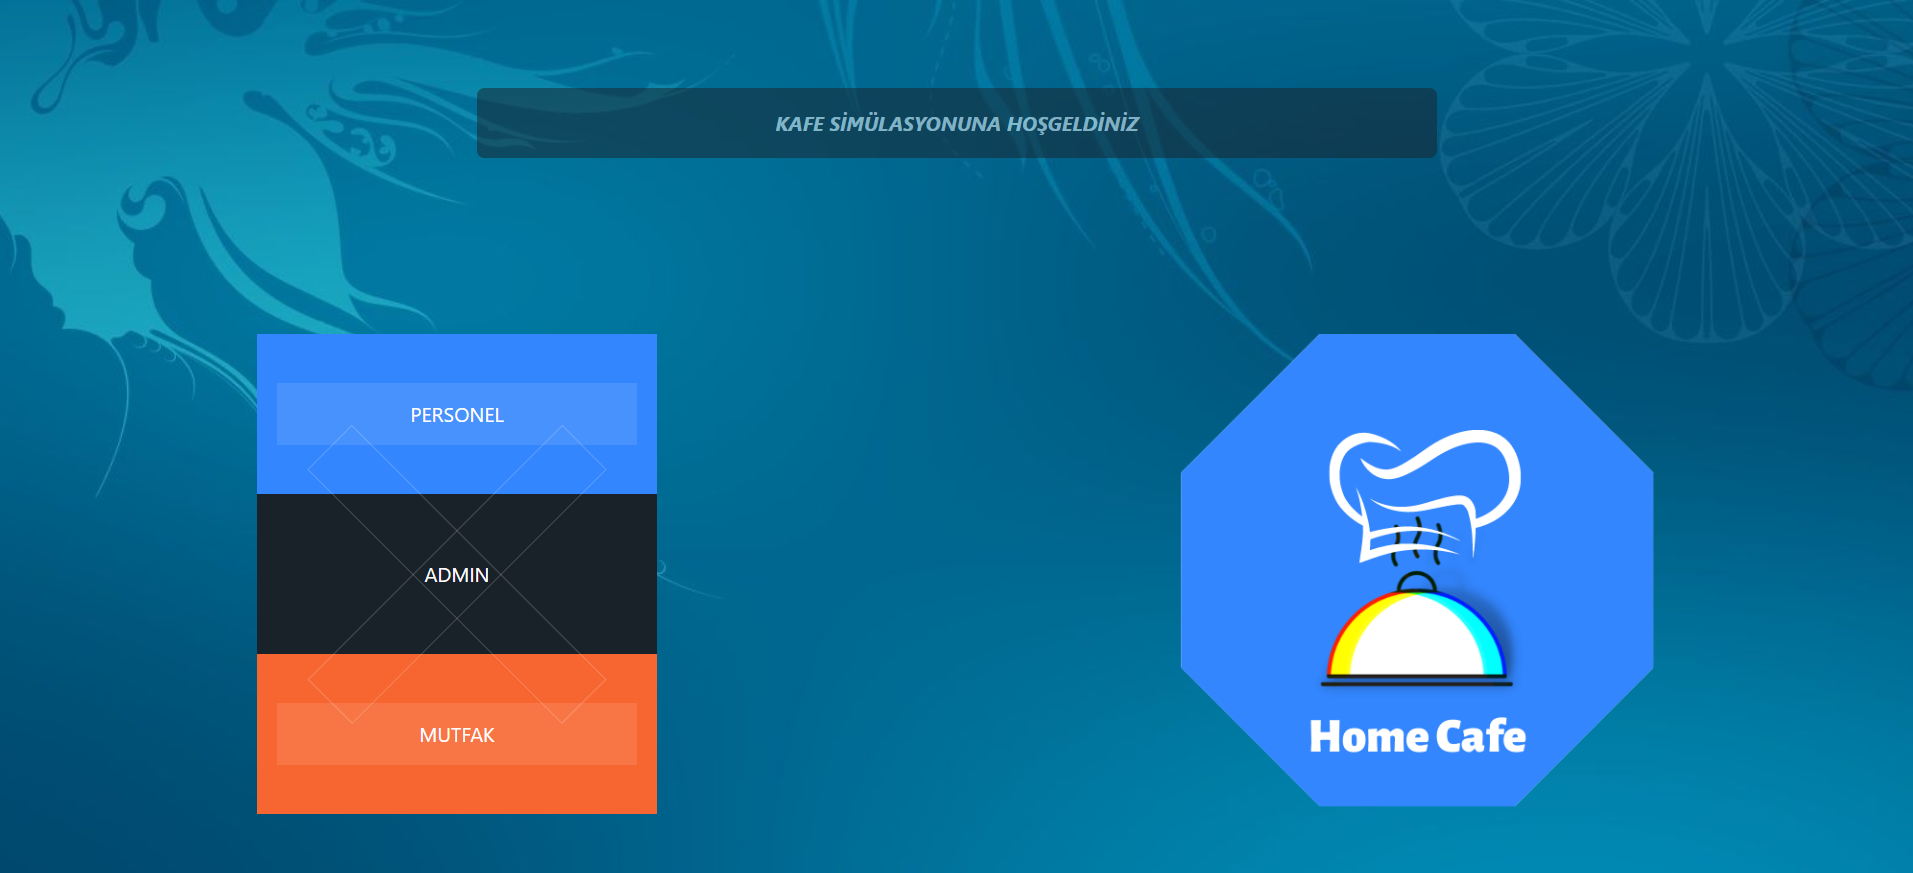 KAFE SİMÜLASYONUNA HOŞGELDİNİZ
PERSONEL
ADMIN
MUTFAK
Home Cafe